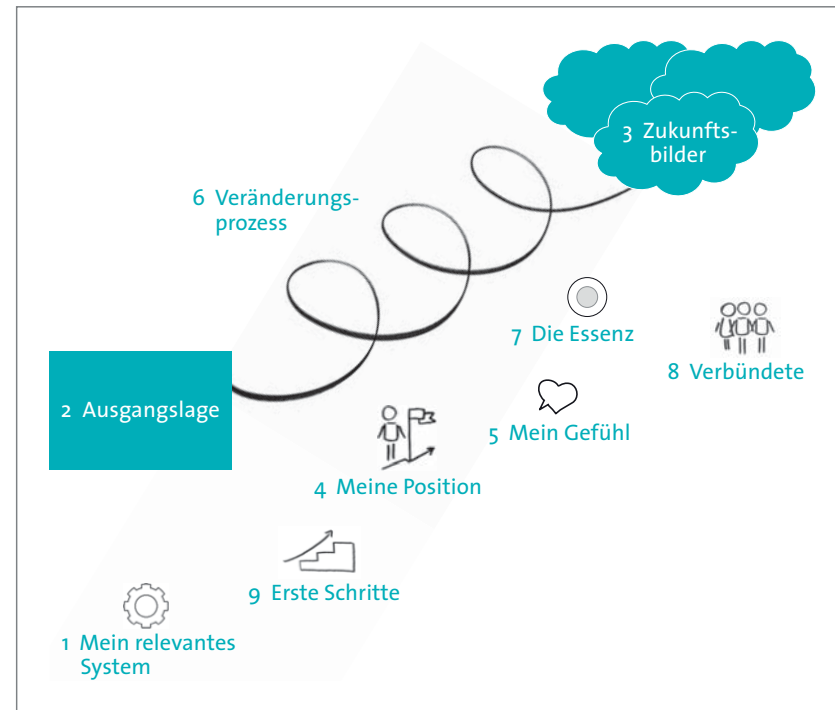 3 Zukunfts-
bilder
6 Veränderungs-
prozess
7 Die Essenz
8 Verbündete
2 Ausgangslage
5 Mein Gefühl
4 Meine Position
9 Erste Schritte
1 Mein relevantes
System